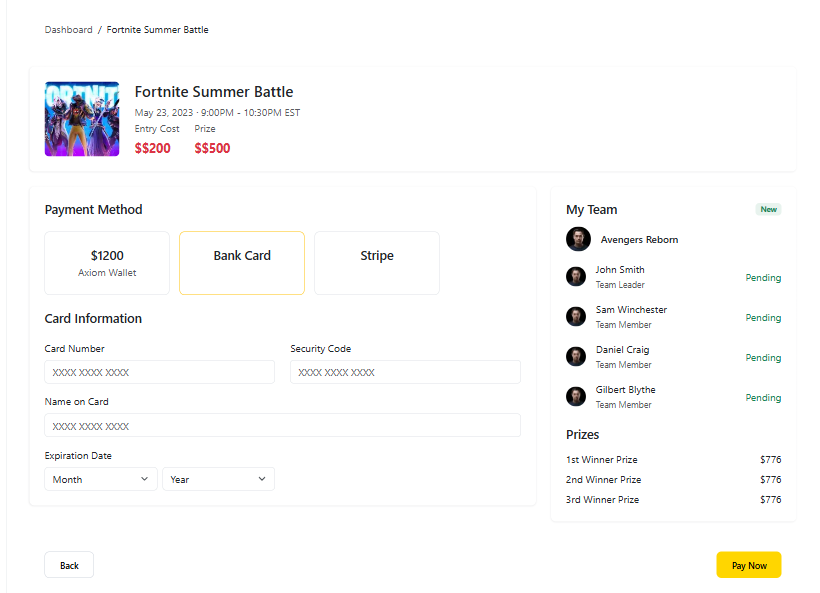 Dashboard / Fortnite Summer Battle
Fortnite Summer Battle
May 23, 2023 · 9:00PM - 10:30PM EST
Entry Cost Prize
$$200 $$500
Payment Method
$1200
Axiom Wallet
Bank Card
Stripe
Card Information
Card Number Security Code
XXXX XXXX XXXX XXXX XXXX XXXX
Name on Card
XXXX XXXX XXXX
Expiration Date
Month Year
My Team New
Avengers Reborn
John Smith
Team Leader
Pending
Sam Winchester
Team Member
Pending
Daniel Craig
Team Member
Pending
Gilbert Blythe
Team Member
Pending
Prizes
1st Winner Prize $776
2nd Winner Prize $776
3rd Winner Prize $776
Back Pay Now